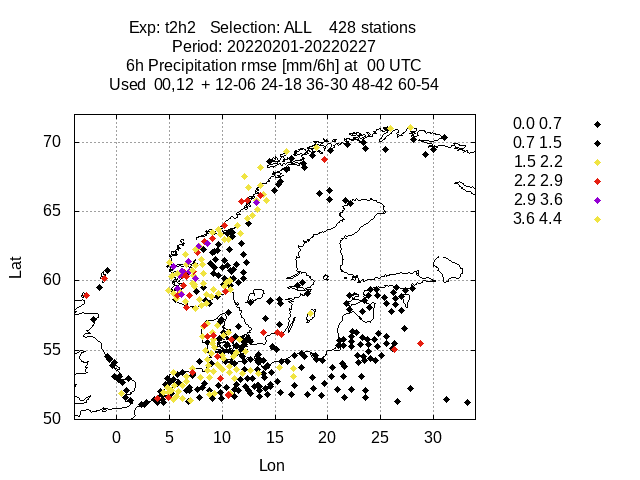 Exp: t2h2 Selection: ALL 428 stations
Period: 20220201-20220227
6h Precipitation rmse [mm/6h] at 00 UTC
Used 00,12 + 12-06 24-18 36-30 48-42 60-54
70
65
60
55
50
Lat
0 5 10 15 20 25 30
Lon
0.0 0.7
0.7 1.5
1.5 2.2
2.2 2.9
2.9 3.6
3.6 4.4